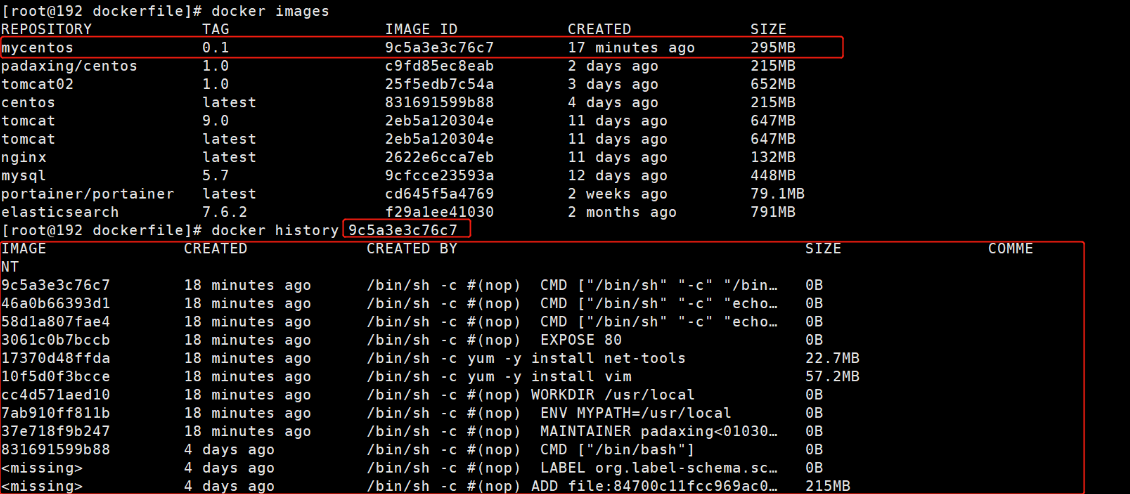 [root@192 dockerfile]# docker images
REPOSITORY TAG IMAGE ID CREATED SIZE
mycentos 0.1 9c5a3e3c76c7 17 minutes ago 295MB
padaxing/centos 1.0 c9fd85ec8eab 2 days ago 215MB
tomcat02 1.0 25f5edb7c54a 3 days ago 652MB
centos latest 831691599b88 4 days ago 215MB
tomcat 9.0 2eb5a120304e 11 days ago 647MB
tomcat latest 2eb5a120304e 11 days ago 647MB
nginx latest 2622e6cca7eb 11 days ago 132MB
mysql 5.7 9cfcce23593a 12 days ago 448MB
portainer/portainer latest cd645f5a4769 2 weeks ago 79.1MB
elasticsearch 7.6.2 f29a1ee41030 2 months ago 791MB
[root@192 dockerfile]# docker history 9c5a3e3c76c7
IMAGE CREATED CREATED BY SIZE COMME
NT
9c5a3e3c76c7 18 minutes ago /bin/sh -c #(nop) CMD ["/bin/sh" "-c" "/bin… 0B
46a0b66393d1 18 minutes ago /bin/sh -c #(nop) CMD ["/bin/sh" "-c" "echo… 0B
58d1a807fae4 18 minutes ago /bin/sh -c #(nop) CMD ["/bin/sh" "-c" "echo… 0B
3061c0b7bccb 18 minutes ago /bin/sh -c #(nop) EXPOSE 80 0B
17370d48ffda 18 minutes ago /bin/sh -c yum -y install net-tools 22.7MB
10f5d0f3bcce 18 minutes ago /bin/sh -c yum -y install vim 57.2MB
cc4d571aed10 18 minutes ago /bin/sh -c #(nop) WORKDIR /usr/local 0B
7ab910ff811b 18 minutes ago /bin/sh -c #(nop) ENV MYPATH=/usr/local 0B
37e718f9b247 18 minutes ago /bin/sh -c #(nop) MAINTAINER padaxing<01030… 0B
831691599b88 4 days ago /bin/sh -c #(nop) CMD ["/bin/bash"] 0B
<missing> 4 days ago /bin/sh -c #(nop) LABEL org.label-schema.sc… 0B
<missing> 4 days ago /bin/sh -c #(nop) ADD file:84700c11fcc969ac0… 215MB